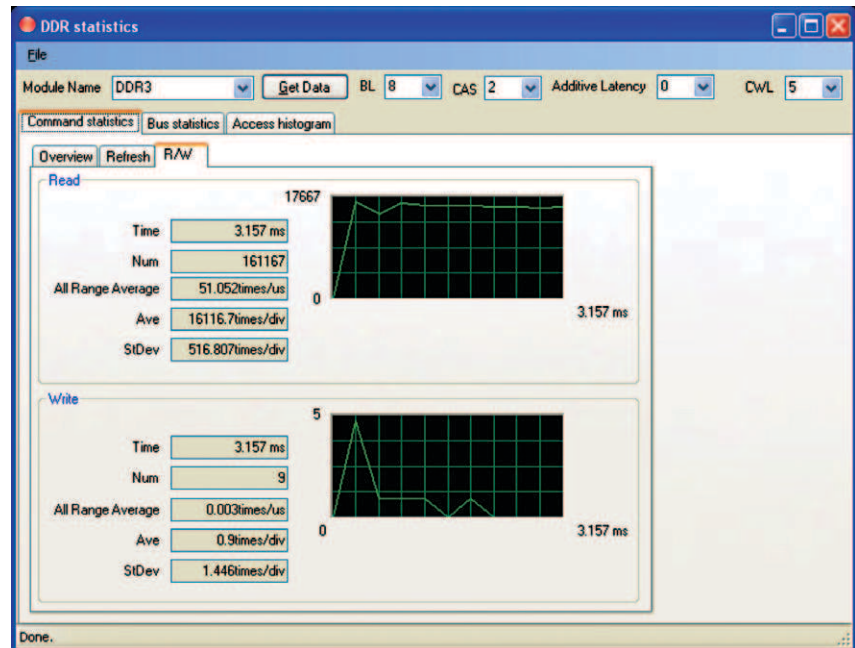 DDR statistics
File
Module Name DDR3 Get Data BL 8 CAS 2 Additive Latency 0 CWL 5
Command statistics Bus statistics Access histogram
Overview Refresh R/W
Read
17667
Time 3.157 ms
Num 161167
All Range Average 51.052times/us
0
Ave 16116.7times/div
3.157 ms
StDev 516.807times/div
Write
5
Time 3.157 ms
Num 9
All Range Average 0.003times/us
0
3.157 ms
Ave 0.9times/div
StDev 1.446times/div
Done.